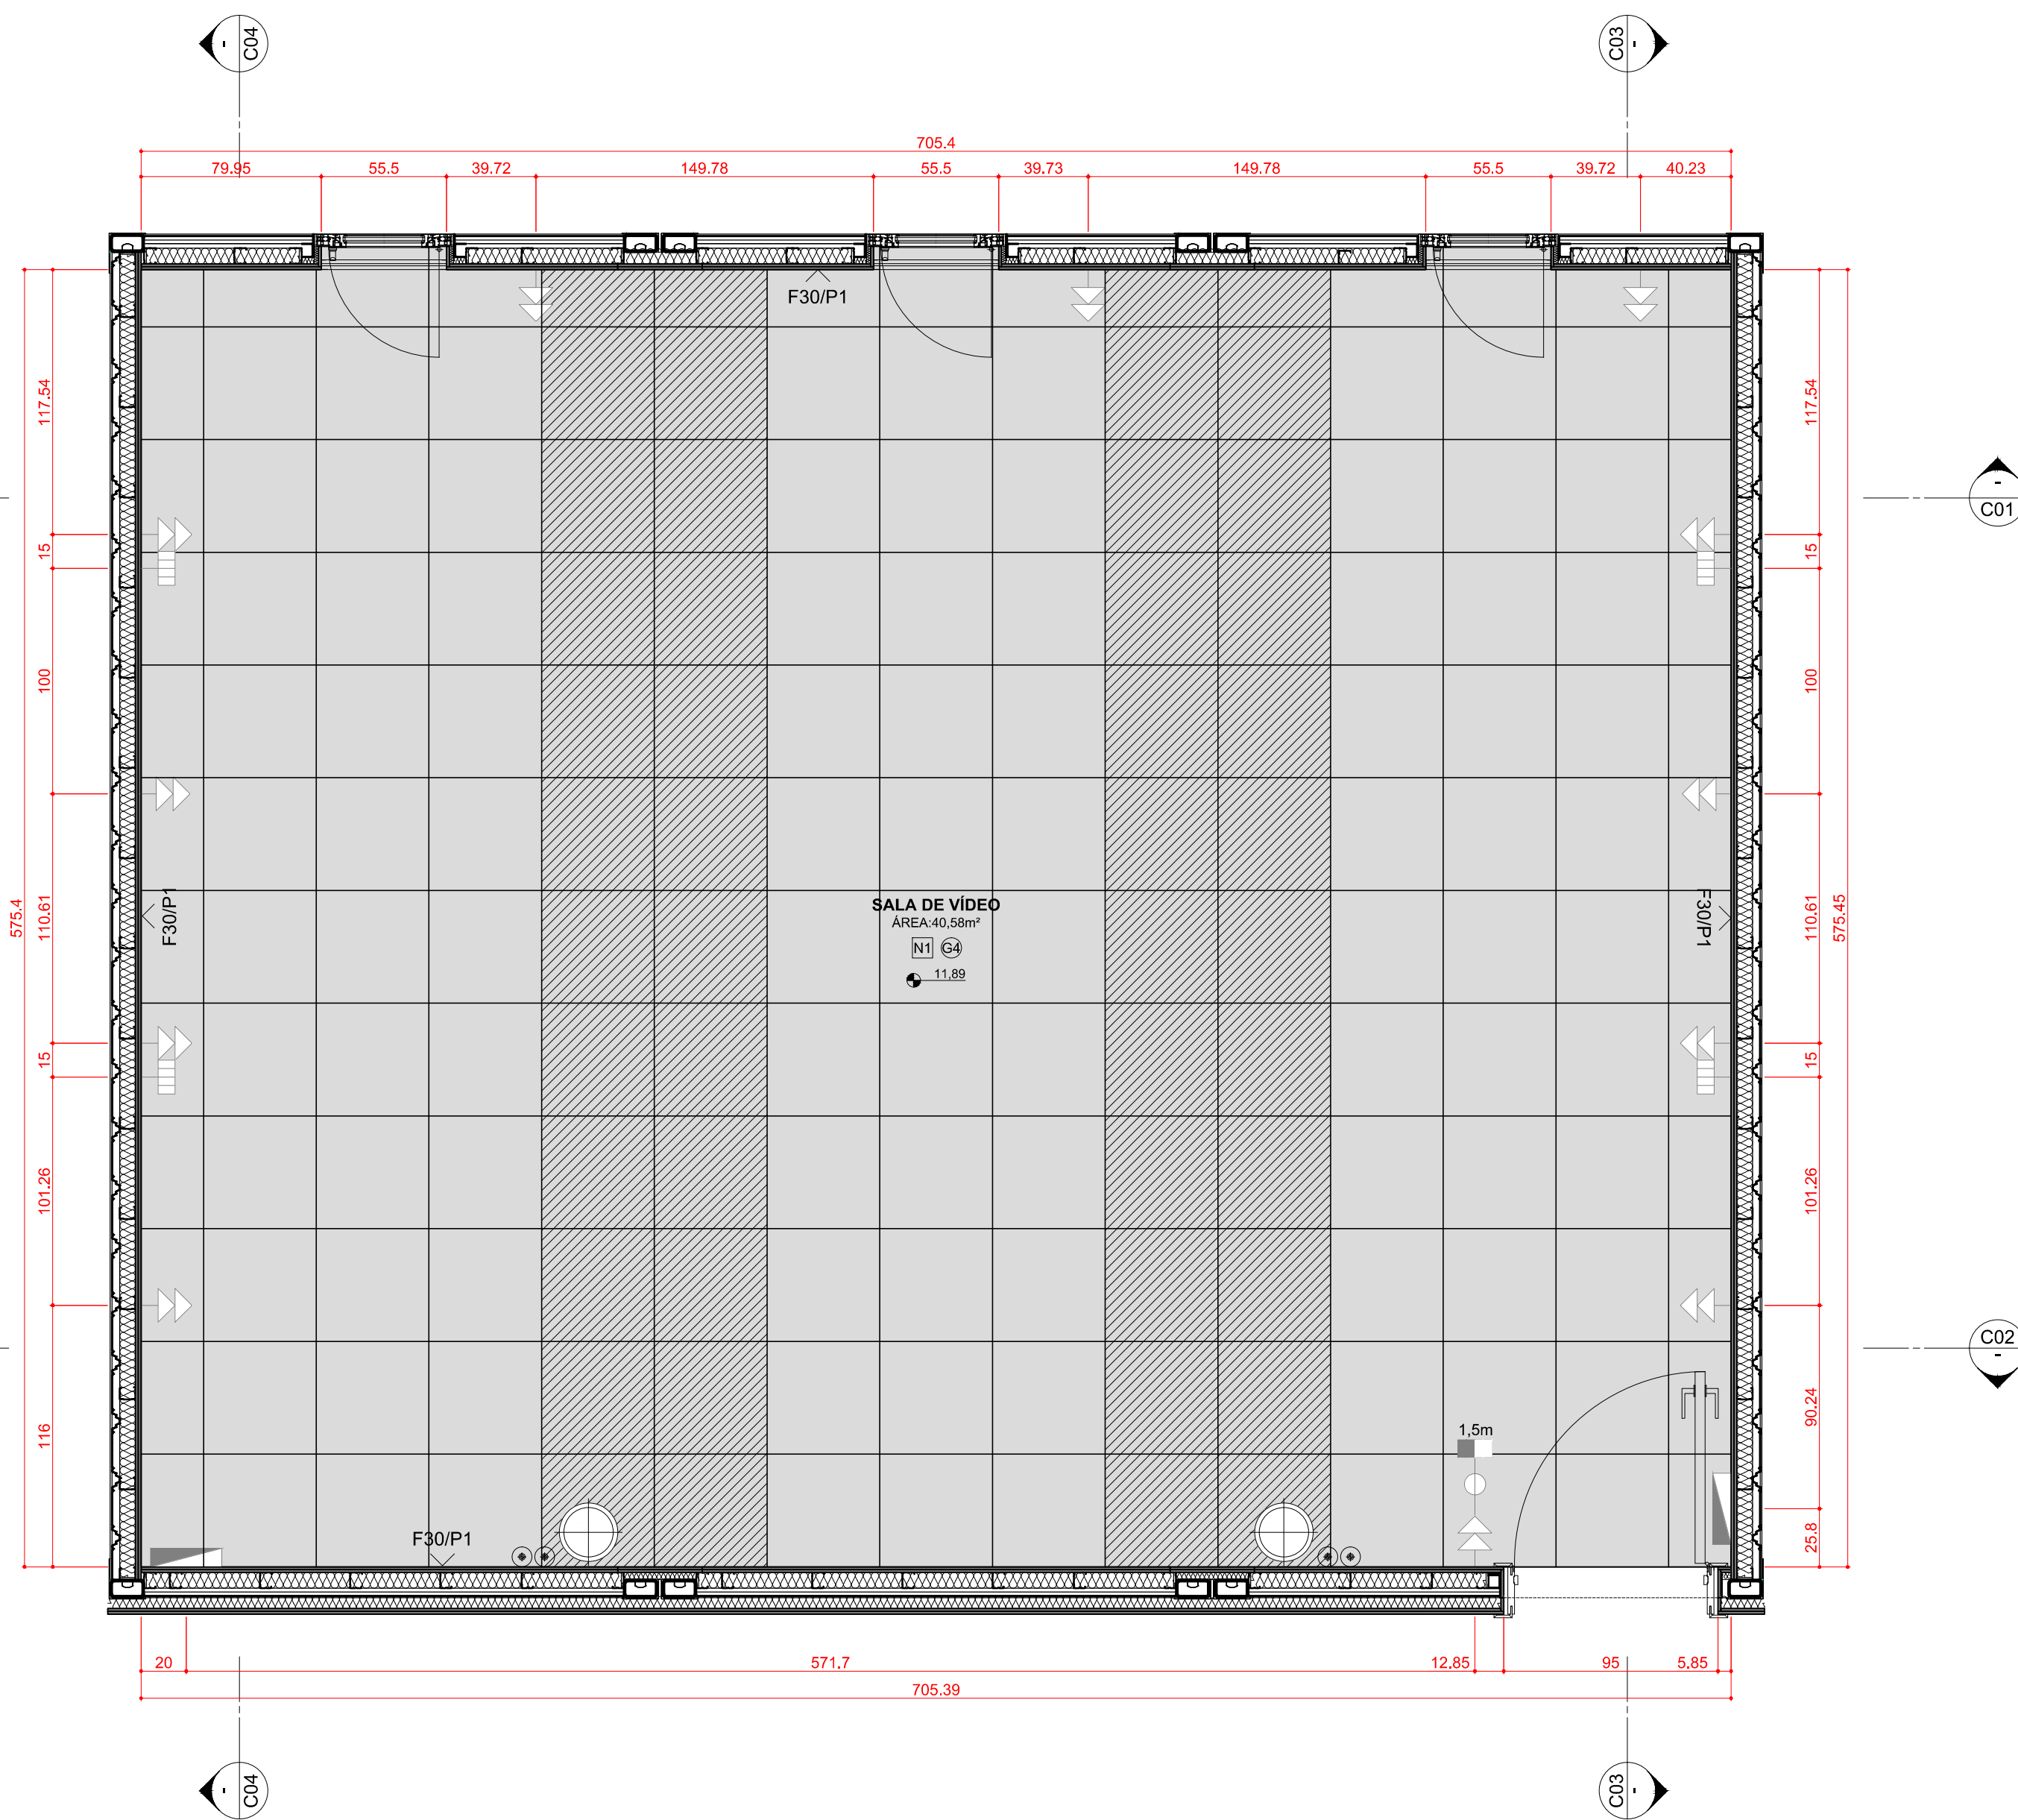 C04
C03
705.4
79.95 55.5 39.72 149.78 55.5 39.73 149.78 55.5 39.72 40.23
F30/P1
117.54
117.54
C01
15
15
100
100
F30/P1
SALA DE VÍDEO
ÁREA:40,58m²
N1 G4
11,89
F30/P1
575.4
110.61
110.61
575.45
15
15
101.26
101.26
C02
116
90.24
1,5m
F30/P1
25.8
20 571.7 12.85 95 5.85
705.39
C04
C03